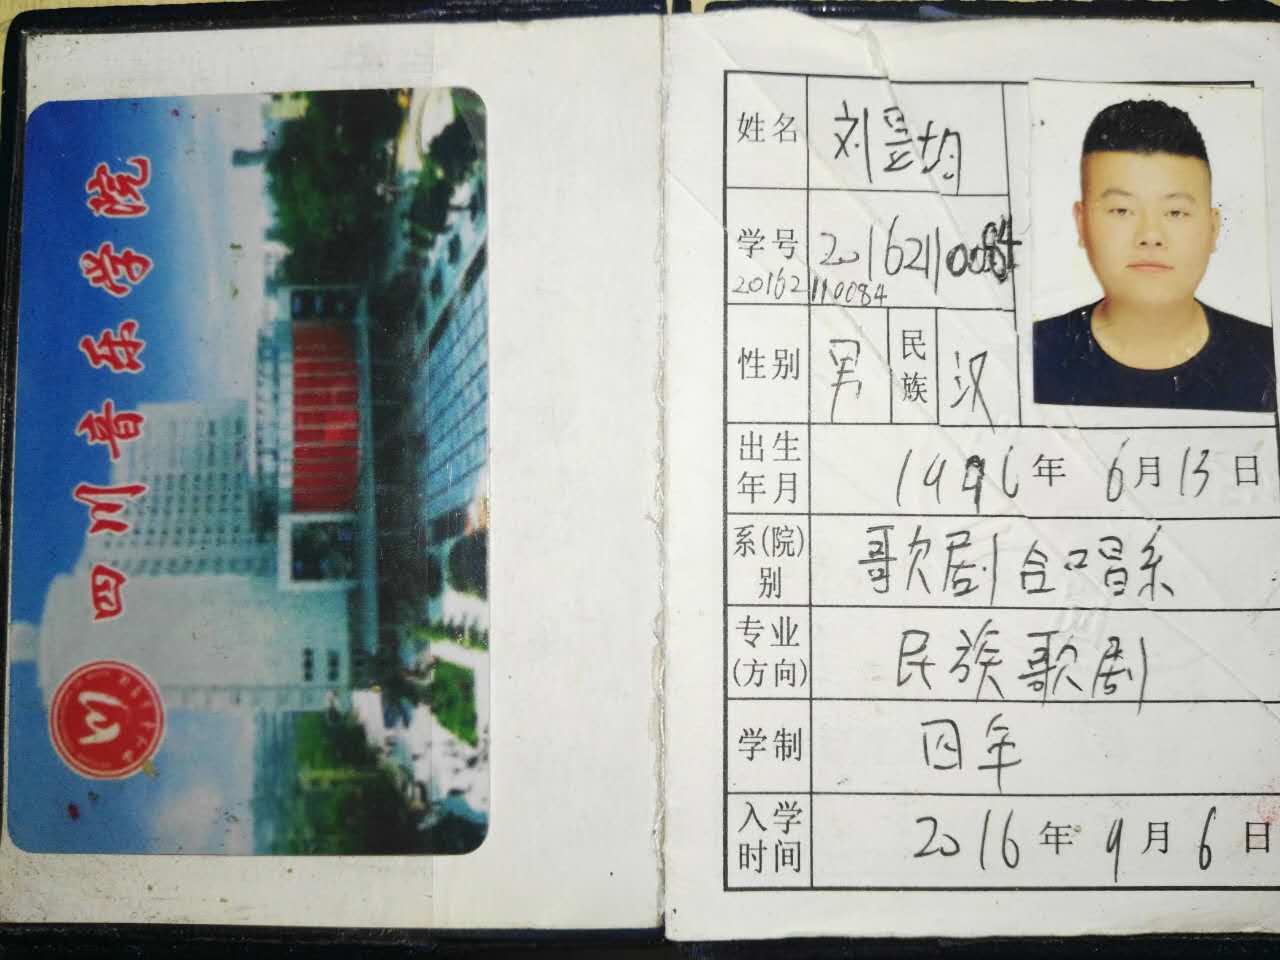 四川音乐学院
姓名 刘昱均
学号 20162110084
20162110084
性别 男 民族 汉
出生年月 1996年6月13日
系(院)别 歌剧合唱系
专业(方向) 民族歌剧
学制 四年
入学时间 2016年9月6日